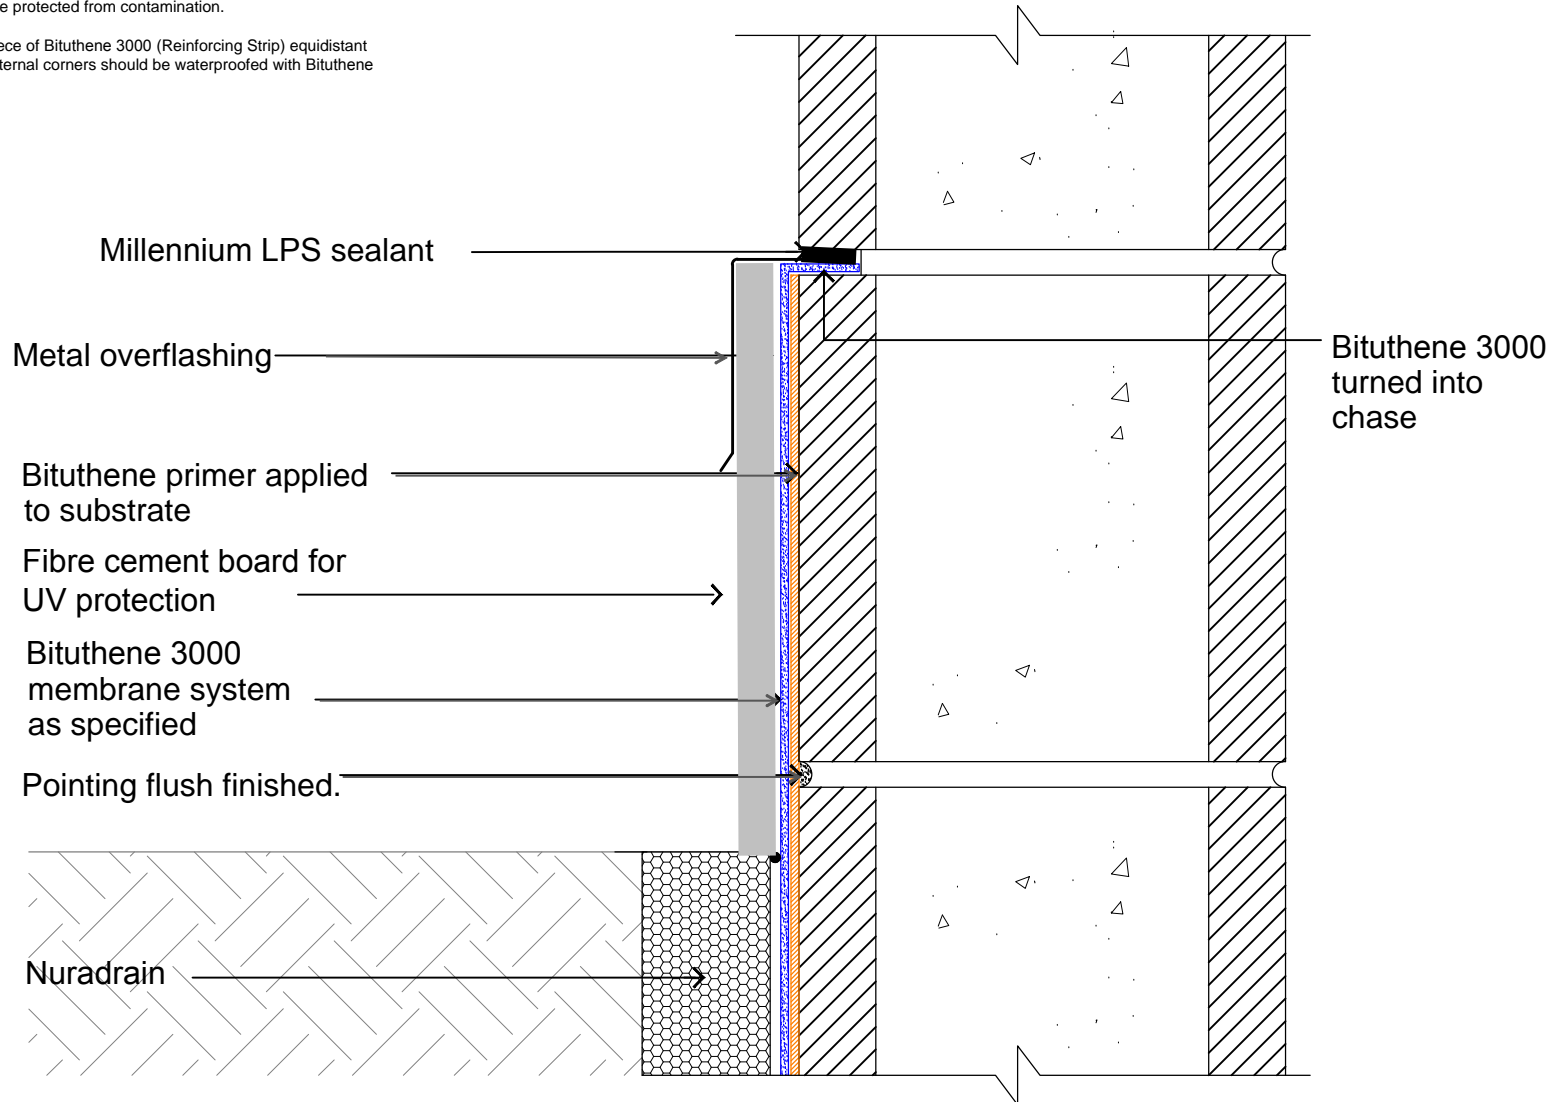 protected from contamination.
of Bituthene 3000 (Reinforcing Strip) equidistant
corners should be waterproofed with Bituthene
Millennium LPS sealant
Metal overflashing
Bituthene 3000
turned into
chase
Bituthene primer applied
to substrate
Fibre cement board for
UV protection
Bituthene 3000
membrane system
as specified
Pointing flush finished.
Nuradrain